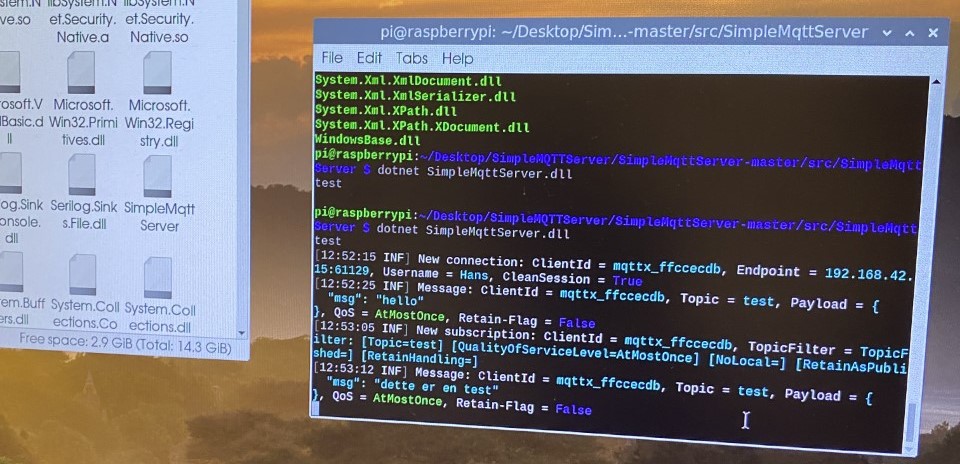 stem.N libSystem.N libSystem.N
ve.so et.Security. et.Security.
Native.a Native.so
osoft.V Microsoft. Microsoft.
Basic.d Win32.Primi Win32.Regi
ll tives.dll stry.dll
og.Sink Serilog.Sink SimpleMqtt
onsole. s.File.dll Server
dll
em.Buff System.Coll System.Coll
ers.dll ections.Co ections.dll
Free space: 2.9 GiB (Total: 14.3 GiB)
pi@raspberrypi: ~/Desktop/Sim...-master/src/SimpleMqttServer
File Edit Tabs Help
System.Xml.XmlDocument.dll
System.Xml.XmlSerializer.dll
System.Xml.XPath.dll
System.Xml.XPath.XDocument.dll
WindowsBase.dll
pi@raspberrypi:~/Desktop/SimpleMQTTServer/SimpleMqttServer-master/src/SimpleMqtt
Server $ dotnet SimpleMqttServer.dll
test
pi@raspberrypi:~/Desktop/SimpleMQTTServer/SimpleMqttServer-master/src/SimpleMqtt
Server $ dotnet SimpleMqttServer.dll
test
[12:52:15 INF] New connection: ClientId = mqttx_ffccecdb, Endpoint = 192.168.42.
15:61129, Username = Hans, CleanSession = True
[12:52:25 INF] Message: ClientId = mqttx_ffccecdb, Topic = test, Payload = {
"msg": "hello"
}, QoS = AtMostOnce, Retain-Flag = False
[12:53:05 INF] New subscription: ClientId = mqttx_ffccecdb, TopicFilter = TopicF
ilter: [Topic=test] [QualityOfServiceLevel=AtMostOnce] [NoLocal=] [RetainAsPubli
shed=] [RetainHandling=]
[12:53:12 INF] Message: ClientId = mqttx_ffccecdb, Topic = test, Payload = {
"msg": "dette er en test"
}, QoS = AtMostOnce, Retain-Flag = False